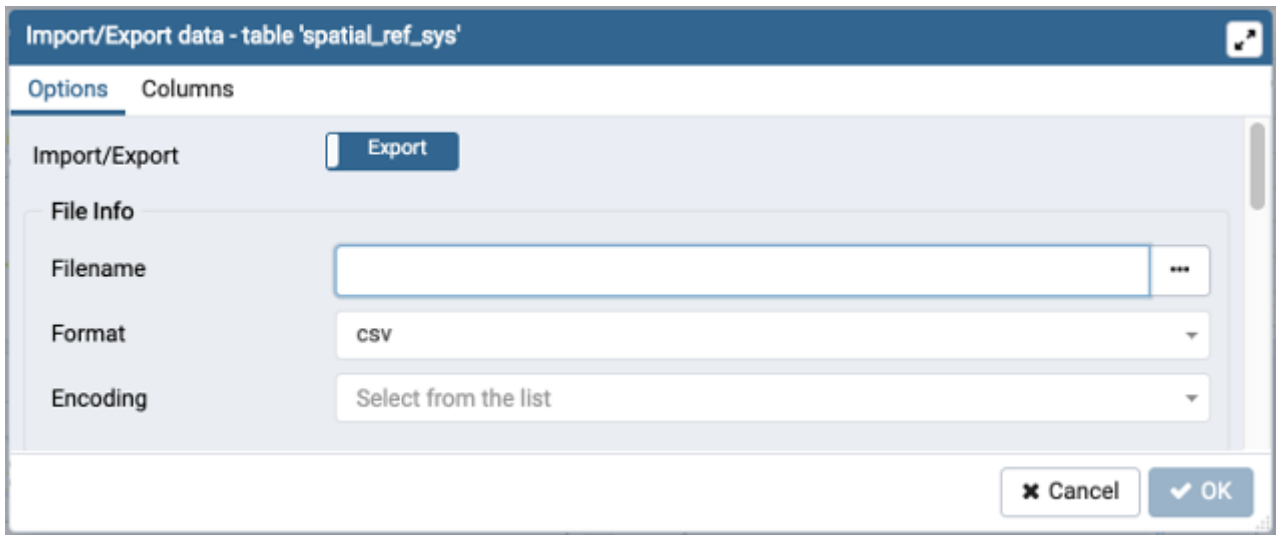 Import/Export data - table 'spatial_ref_sys'
Options Columns
Import/Export Export
File Info
Filename
Format csv
Encoding Select from the list
Cancel OK